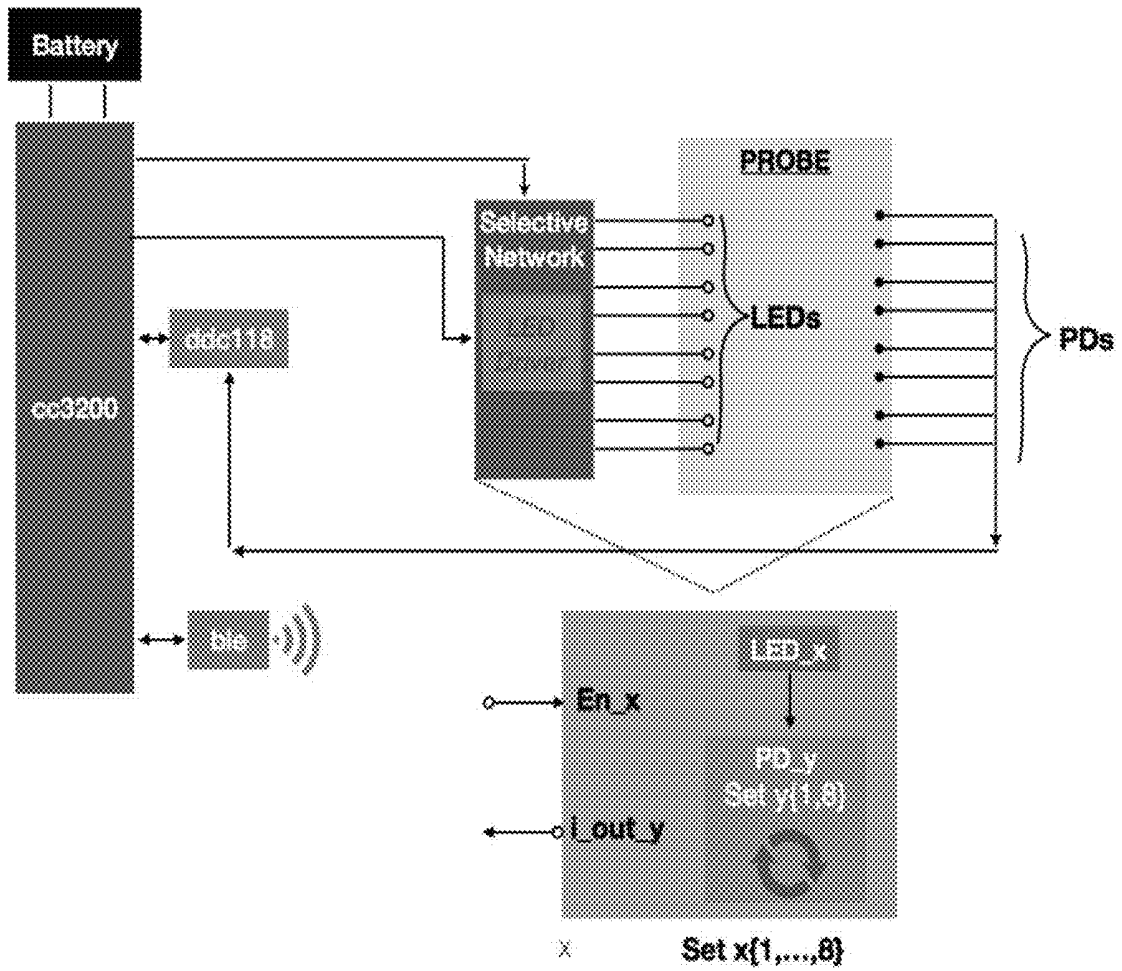 Battery
PROBE
Selective
Network
LEDs
PDs
ddc118
cc3200
ble
LED_x
En_x
PD_y
Set y{1,8}
i_out_y
X
Set x{1,...,8}